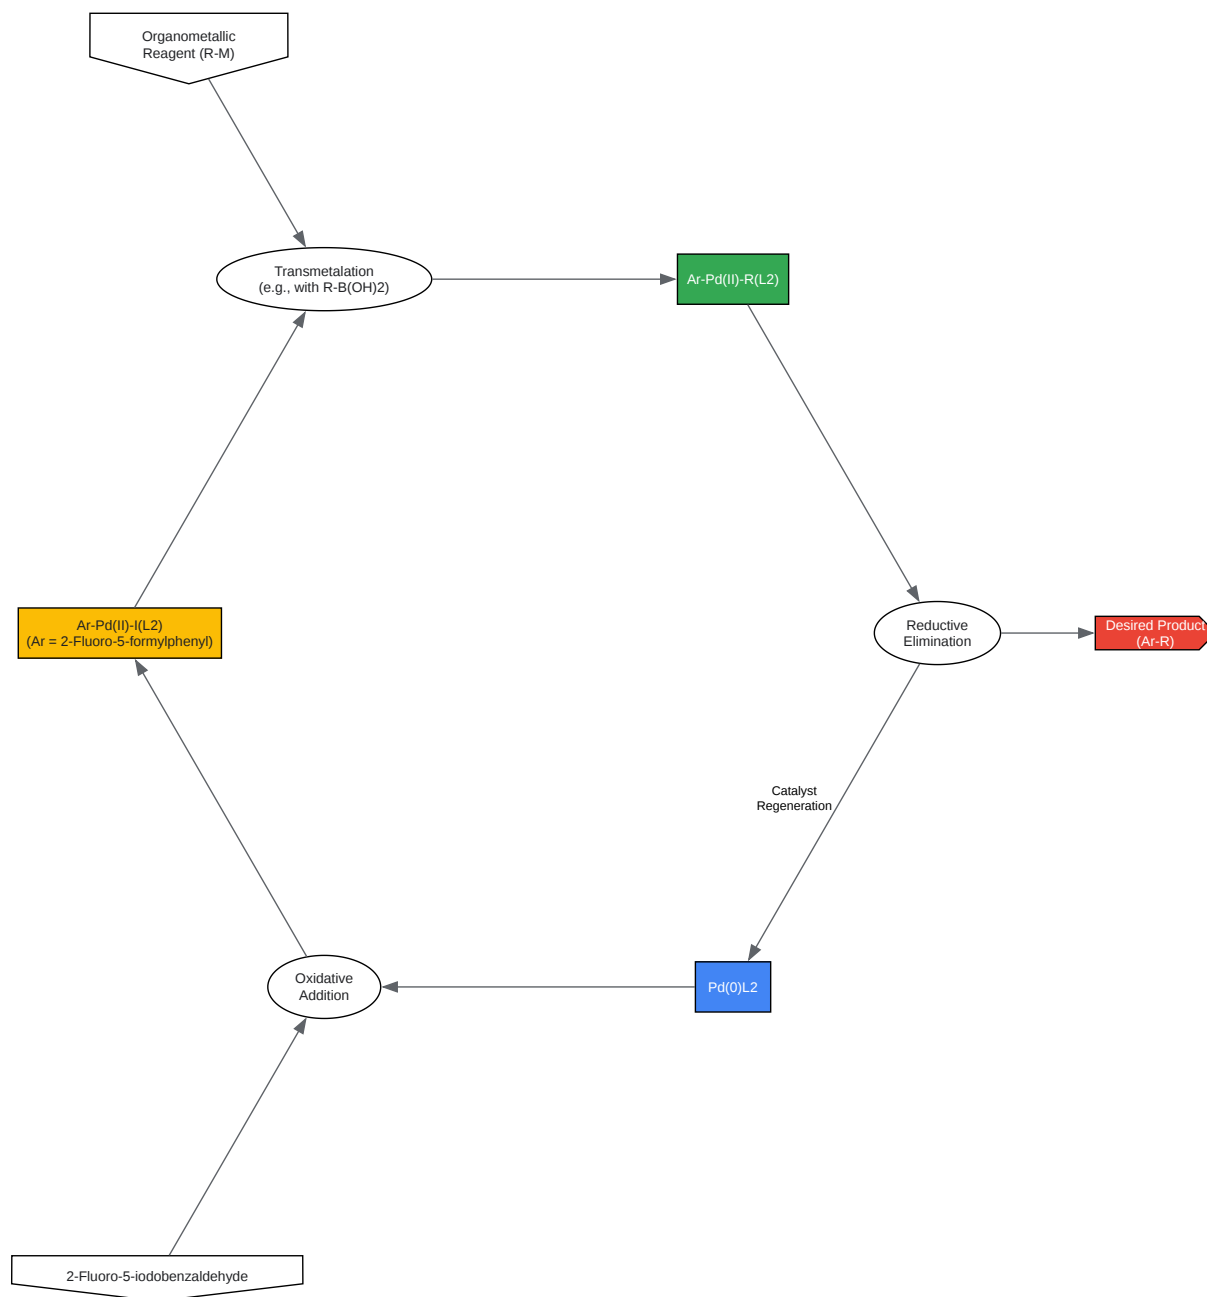 Organometallic
Reagent (R-M)
Transmetalation
(e.g., with R-B(OH)2)
Ar-Pd(II)-R(L2)
Ar-Pd(II)-I(L2)
(Ar = 2-Fluoro-5-formylphenyl)
Reductive
Elimination
Desired Product
(Ar-R)
Catalyst
Regeneration
Oxidative
Addition
Pd(0)L2
2-Fluoro-5-iodobenzaldehyde